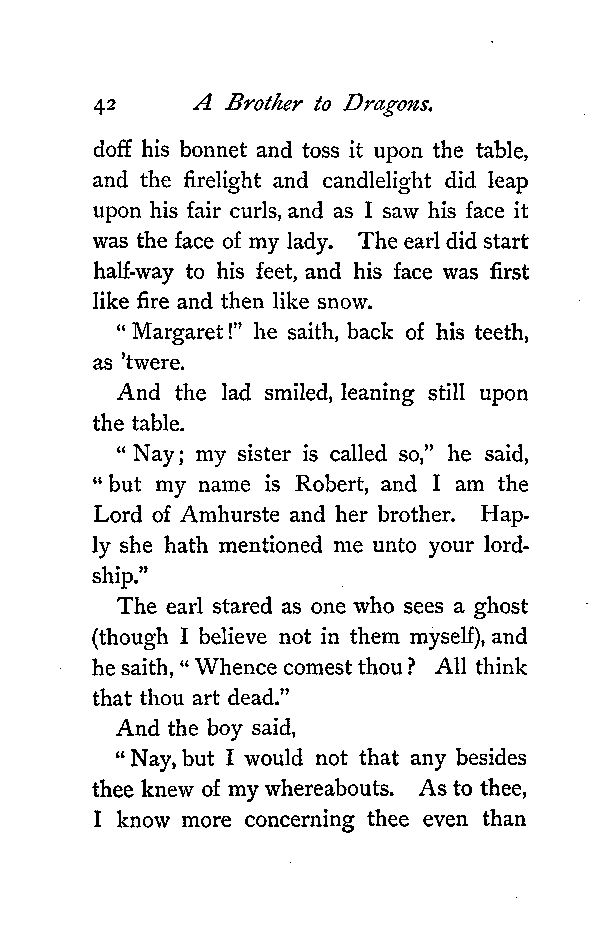 42 A Brother to Dragons.
doff his bonnet and toss it upon the table,
and the firelight and candlelight did leap
upon his fair curls, and as I saw his face it
was the face of my lady. The earl did start
half-way to his feet, and his face was first
like fire and then like snow.
“Margaret!” he saith, back of his teeth,
as ’twere.
And the lad smiled, leaning still upon
the table.
“Nay; my sister is called so,” he said,
“but my name is Robert, and I am the
Lord of Amhurste and her brother. Hap-
ly she hath mentioned me unto your lord-
ship.”
The earl stared as one who sees a ghost
(though I believe not in them myself), and
he saith, “Whence comest thou? All think
that thou art dead.”
And the boy said,
“Nay, but I would not that any besides
thee knew of my whereabouts. As to thee,
I know more concerning thee even than